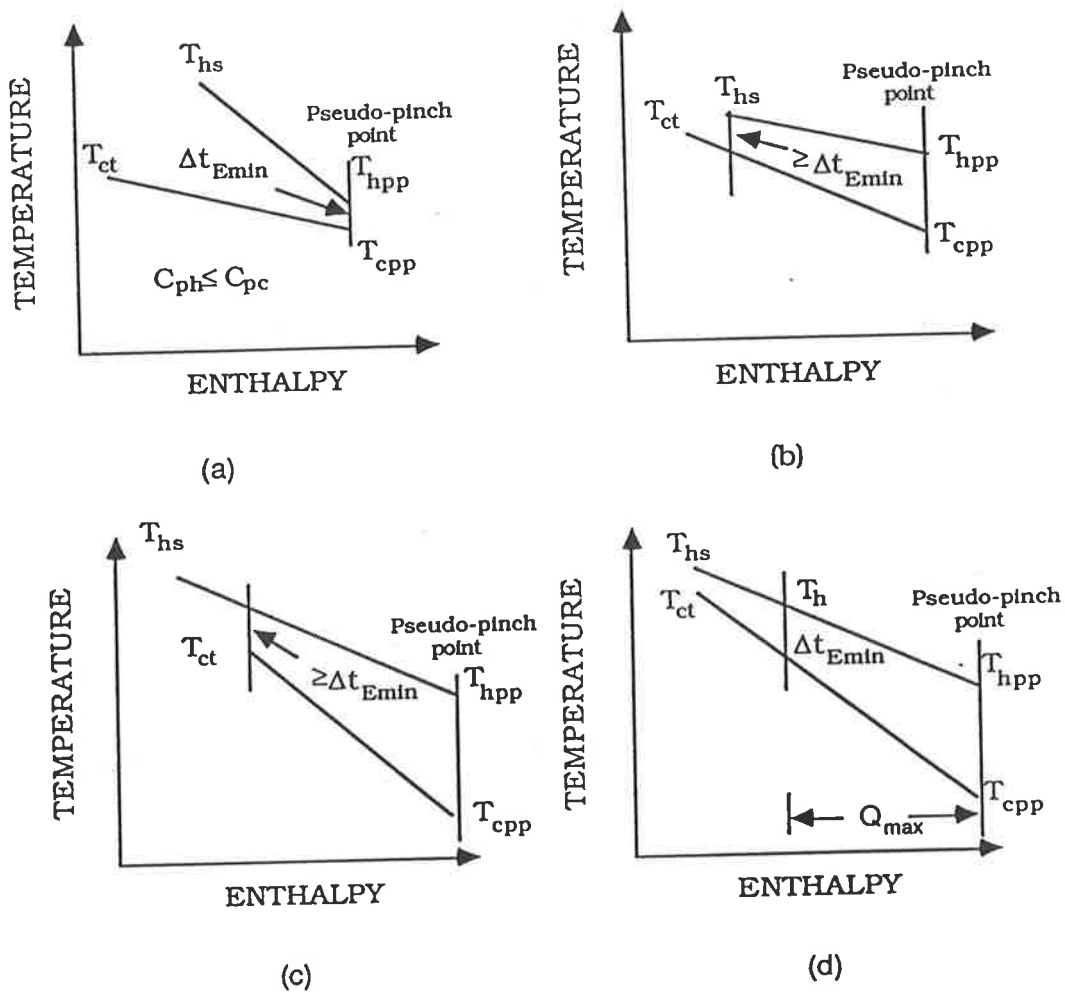 TEMPERATURE
T_hs
Pseudo-pinch
point
T_ct
Δt_Emin
T_hpp
T_cpp
C_ph ≤ C_pc
ENTHALPY
(a)
TEMPERATURE
Pseudo-pinch
point
T_hs
T_ct
≥Δt_Emin
T_hpp
T_cpp
ENTHALPY
(b)
TEMPERATURE
T_hs
Pseudo-pinch
point
T_ct
≥Δt_Emin
T_hpp
T_cpp
ENTHALPY
(c)
TEMPERATURE
T_hs
T_h
Pseudo-pinch
point
T_ct
Δt_Emin
T_hpp
T_cpp
Q_max
ENTHALPY
(d)